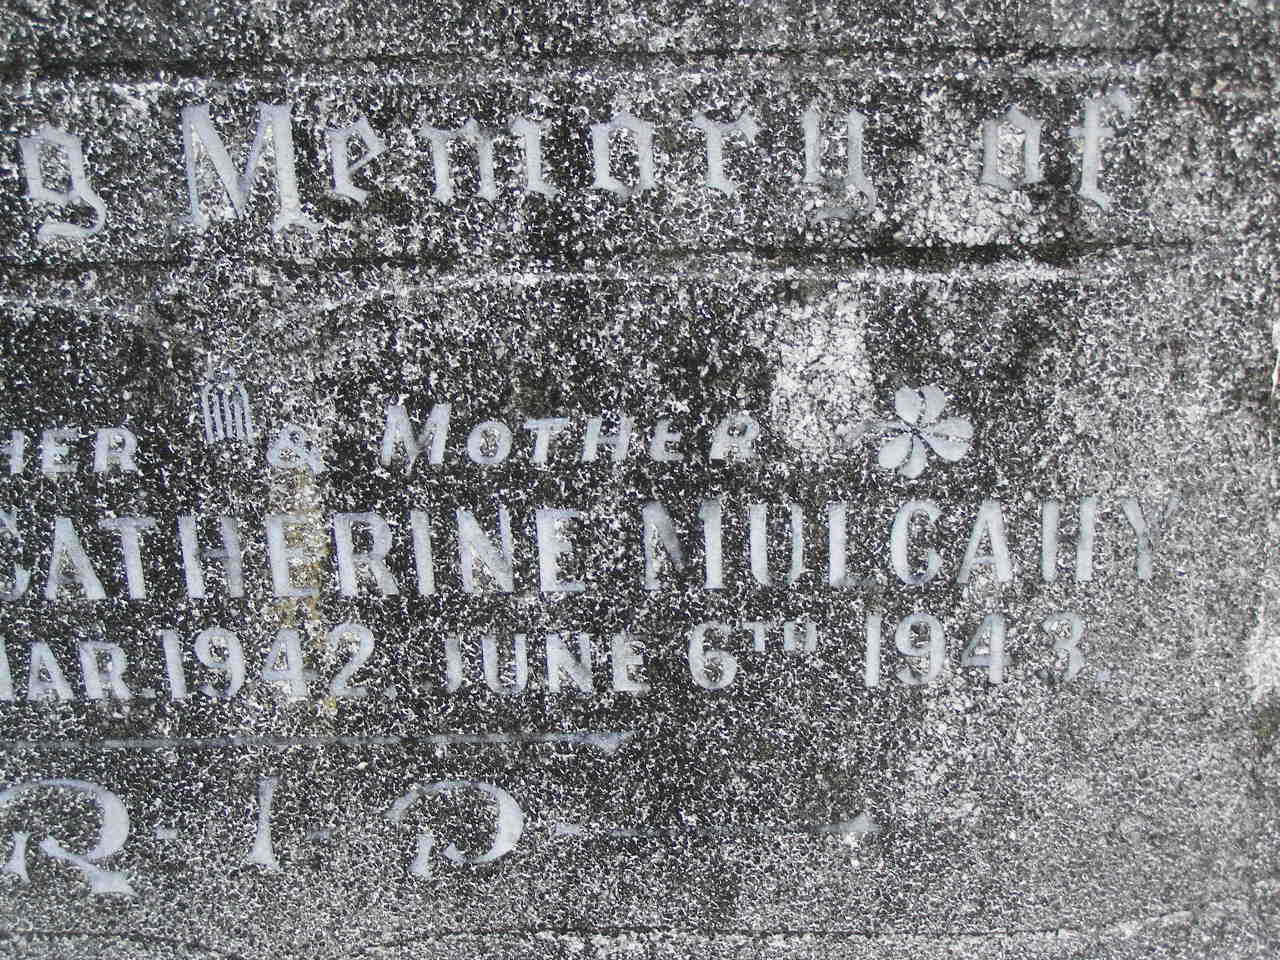 g Memory of
HER & MOTHER
CATHERINE MULCAHY
MAR. 1942. JUNE 6TH 1943.
R-I-P